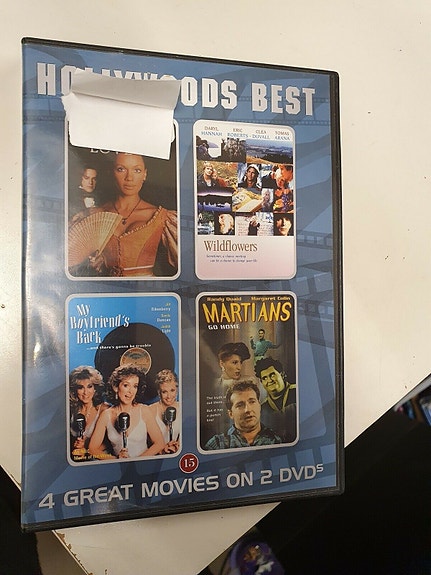 HOLLYWOODS BEST
DARYL HANNAH ERIC ROBERTS CLEA DUVALL TOMAS ARANA
Wildflowers
My
Boyfriend's
Back
...and there's gonna be trouble
Randy Quaid Margaret Colin
MARTIANS
GO HOME
15
4 GREAT MOVIES ON 2 DVDs